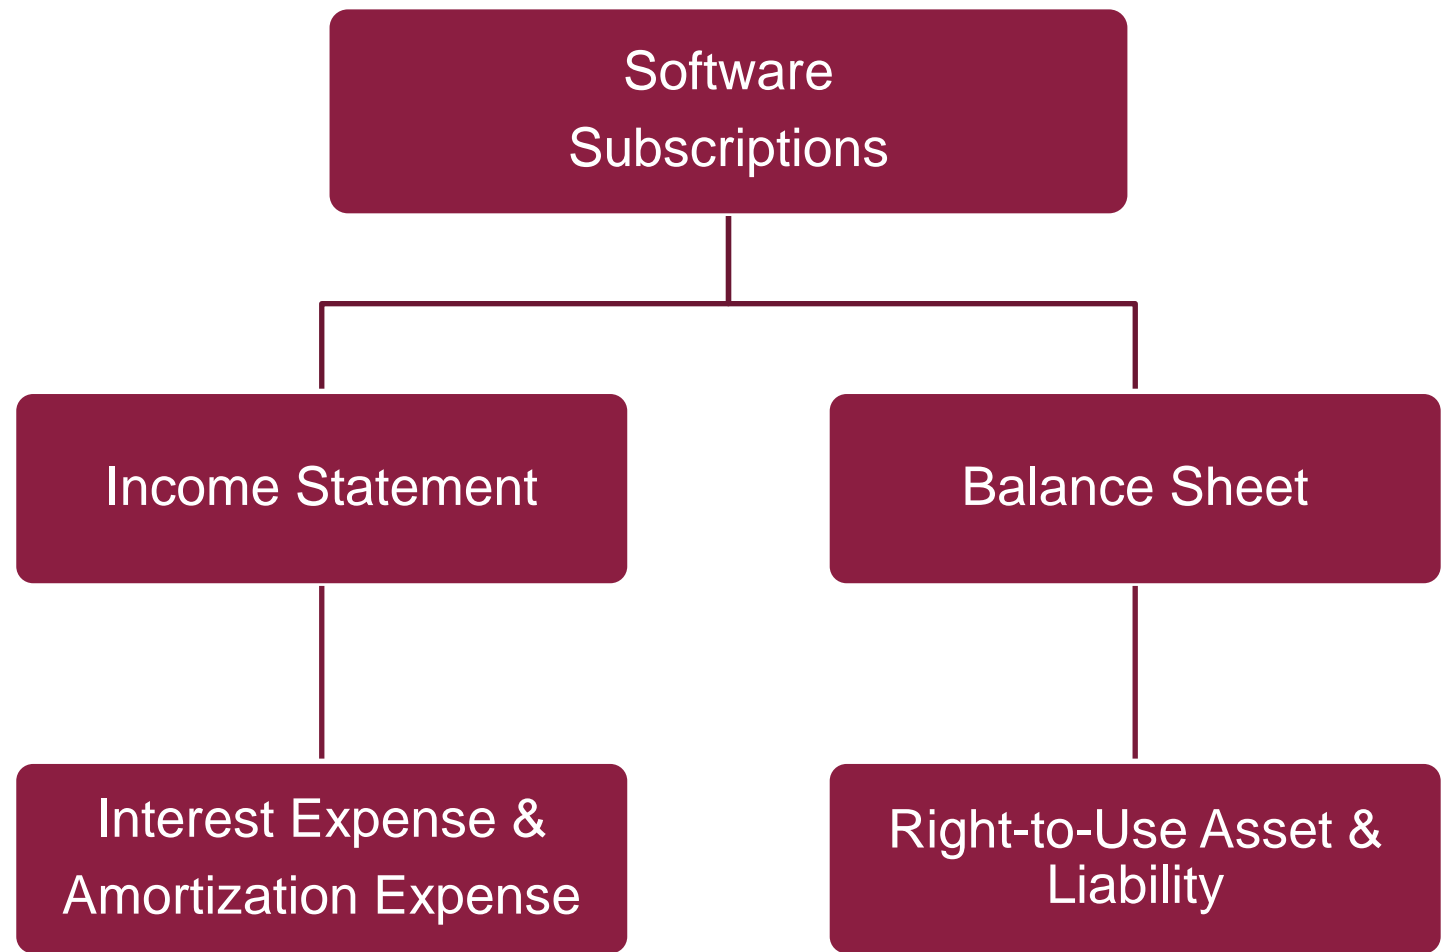 Software
Subscriptions
Income Statement
Balance Sheet
Interest Expense &
Amortization Expense
Right-to-Use Asset &
Liability